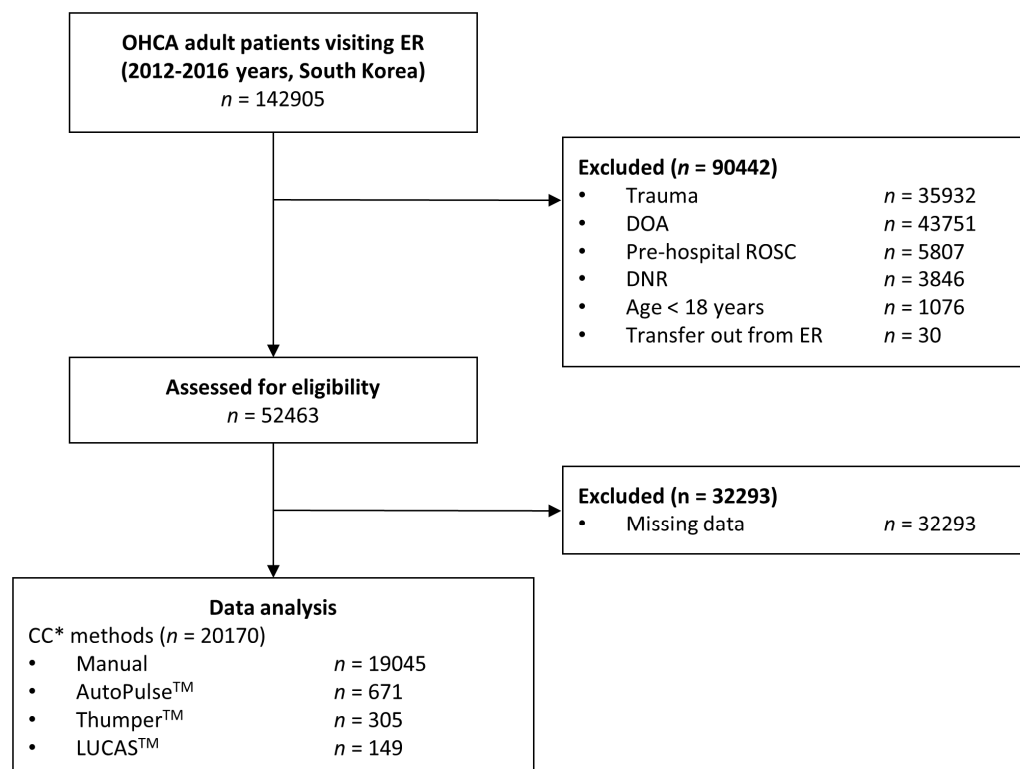 OHCA adult patients visiting ER
(2012-2016 years, South Korea)
n = 142905
Excluded (n = 90442)
• Trauma n = 35932
• DOA n = 43751
• Pre-hospital ROSC n = 5807
• DNR n = 3846
• Age < 18 years n = 1076
• Transfer out from ER n = 30
Assessed for eligibility
n = 52463
Excluded (n = 32293)
• Missing data n = 32293
Data analysis
CC* methods (n = 20170)
• Manual n = 19045
• AutoPulse™ n = 671
• Thumper™ n = 305
• LUCAS™ n = 149